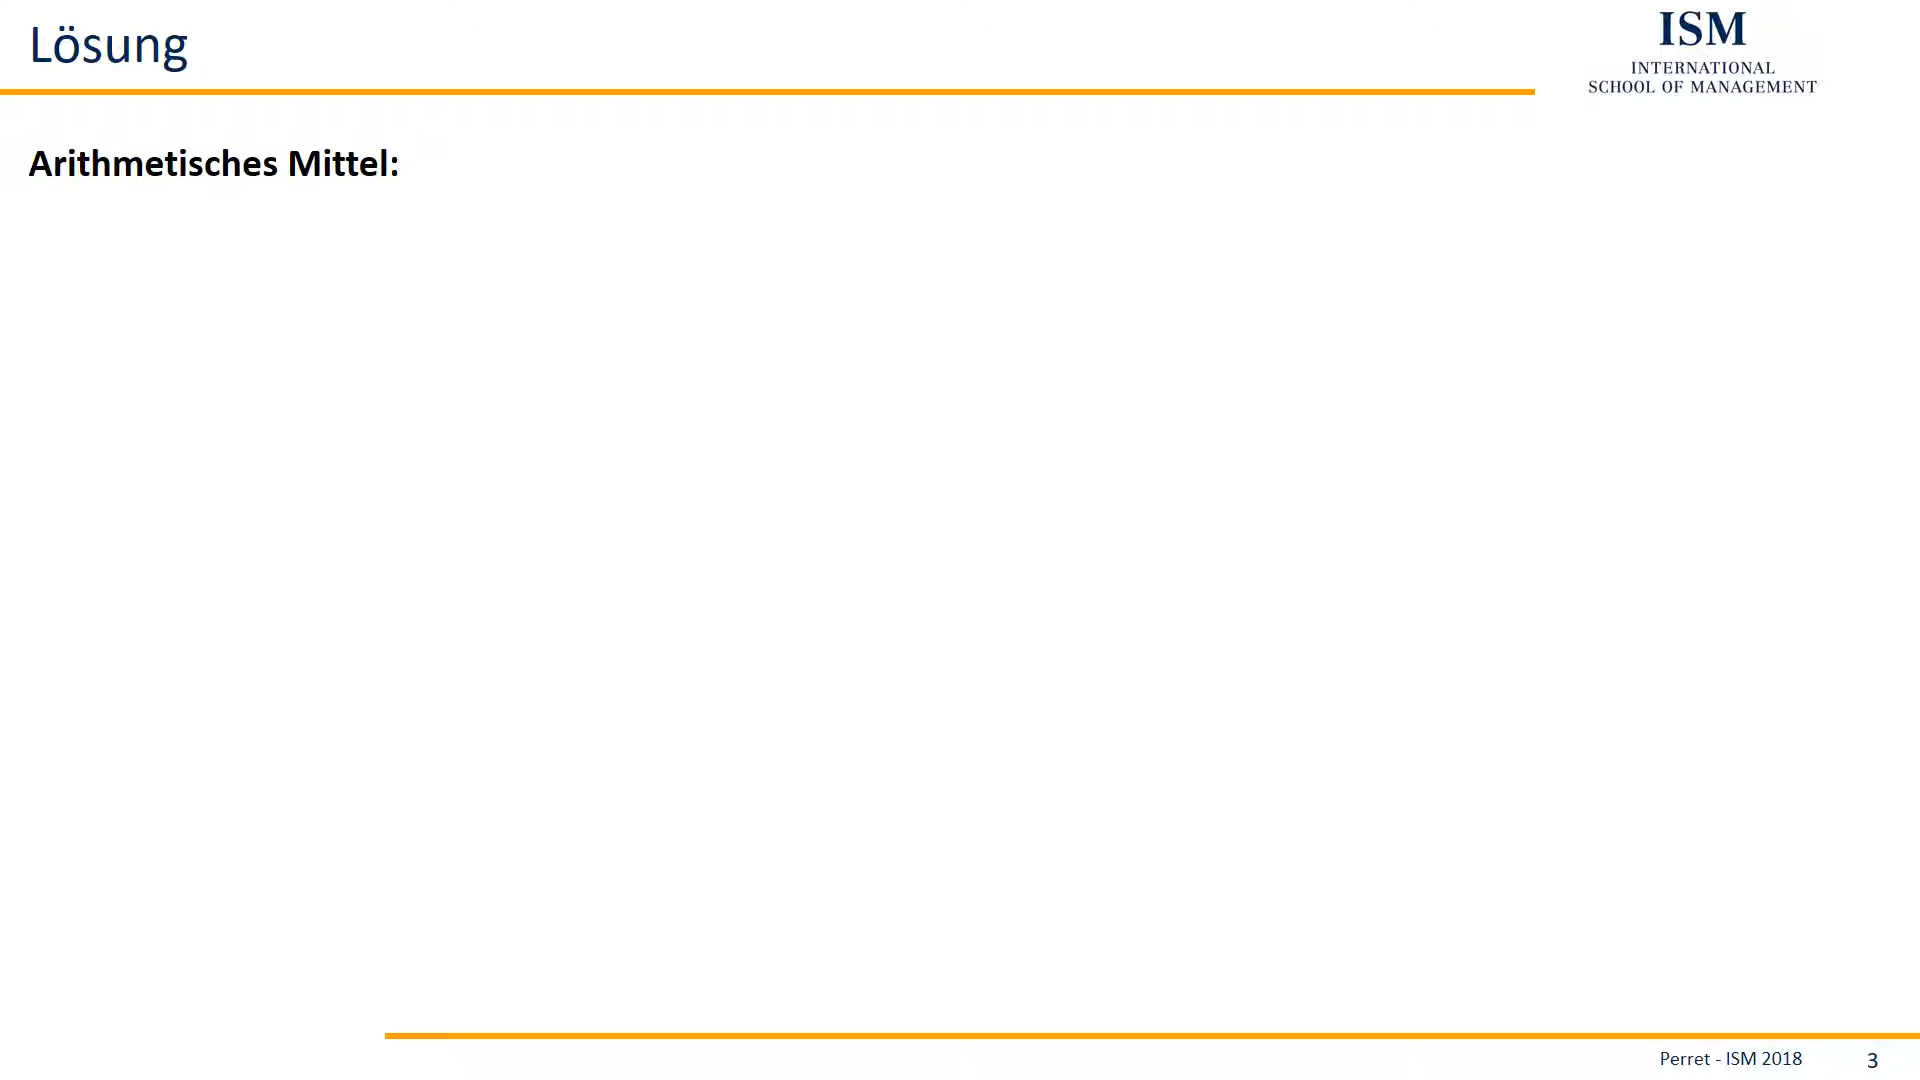 Lösung
ISM
INTERNATIONAL
SCHOOL OF MANAGEMENT
Arithmetisches Mittel:
Perret - ISM 2018
3